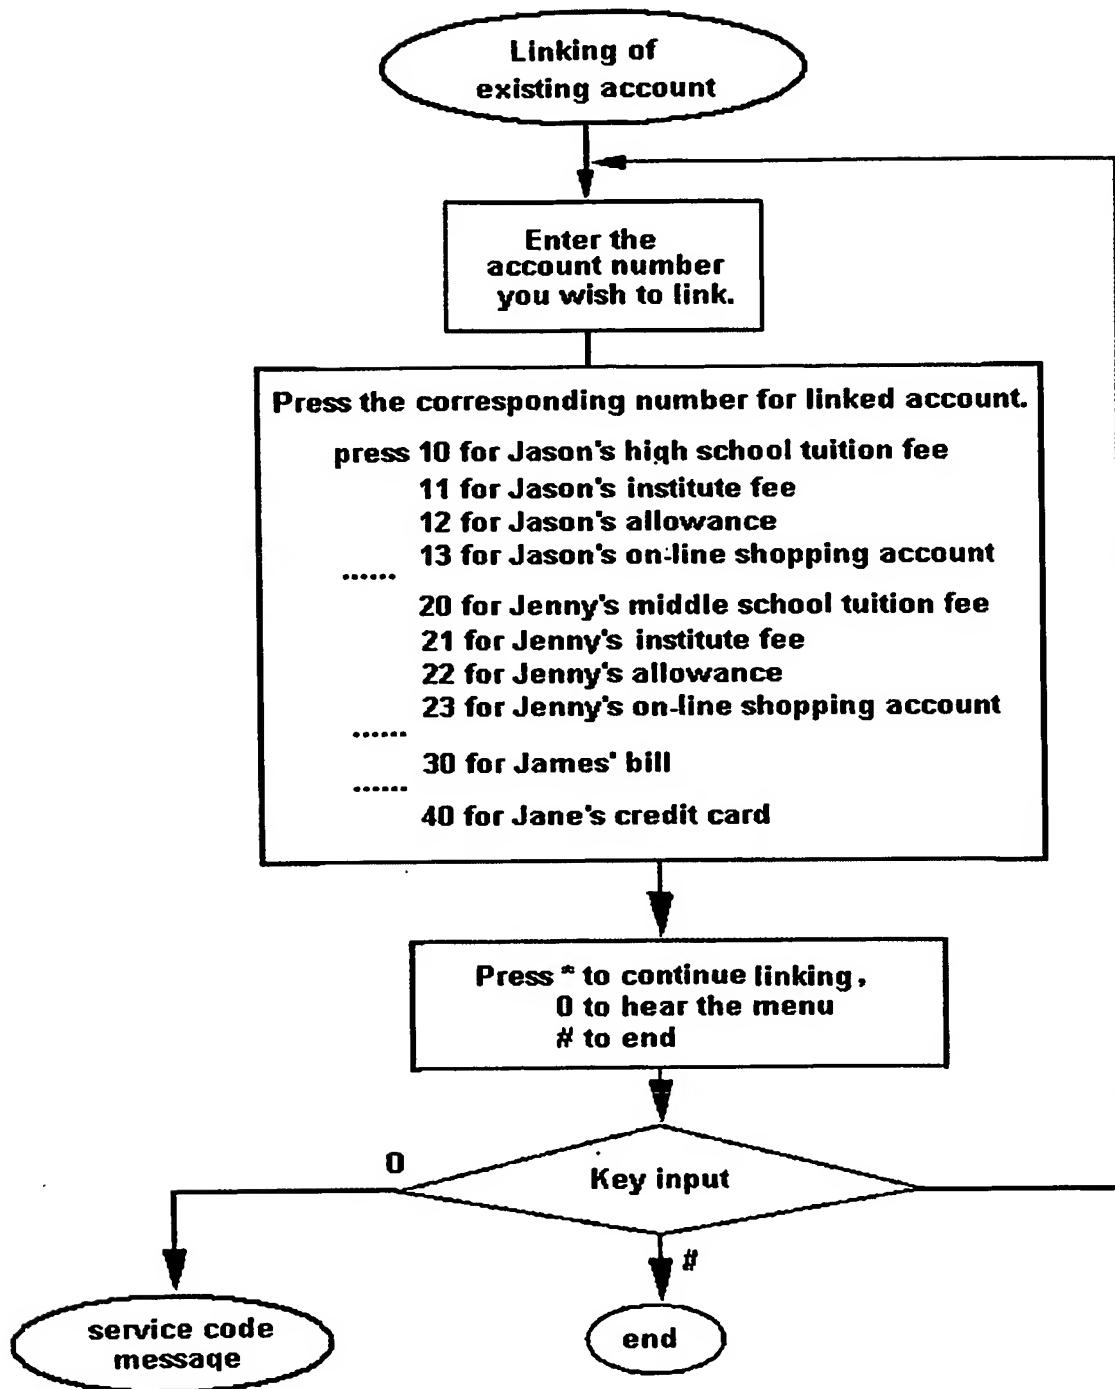 Linking of
existing account
Enter the
account number
you wish to link.
Press the corresponding number for linked account.
press 10 for Jason's high school tuition fee
11 for Jason's institute fee
12 for Jason's allowance
13 for Jason's on-line shopping account
......
20 for Jenny's middle school tuition fee
21 for Jenny's institute fee
22 for Jenny's allowance
23 for Jenny's on-line shopping account
......
30 for James' bill
......
40 for Jane's credit card
Press * to continue linking,
0 to hear the menu
# to end
0
Key input
#
service code
message
end